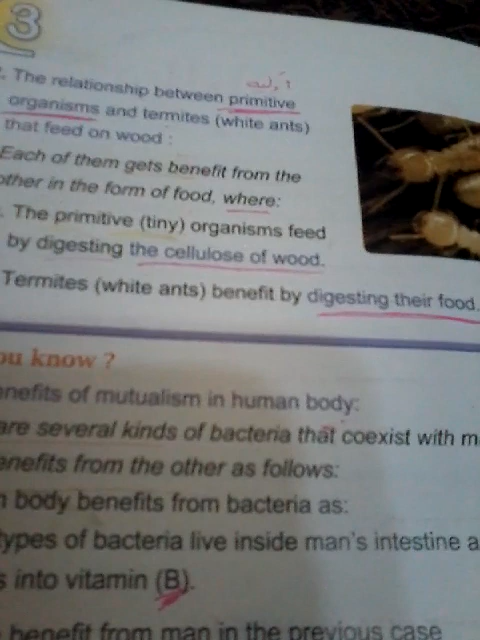 3
The relationship between primitive
organisms and termites (white ants)
that feed on wood :
Each of them gets benefit from the
other in the form of food, where:
The primitive (tiny) organisms feed
by digesting the cellulose of wood.
Termites (white ants) benefit by digesting their food.
ou know ?
nefits of mutualism in human body:
are several kinds of bacteria that coexist with m
enefits from the other as follows:
n body benefits from bacteria as:
types of bacteria live inside man's intestine a
s into vitamin (B).
benefit from man in the previous case